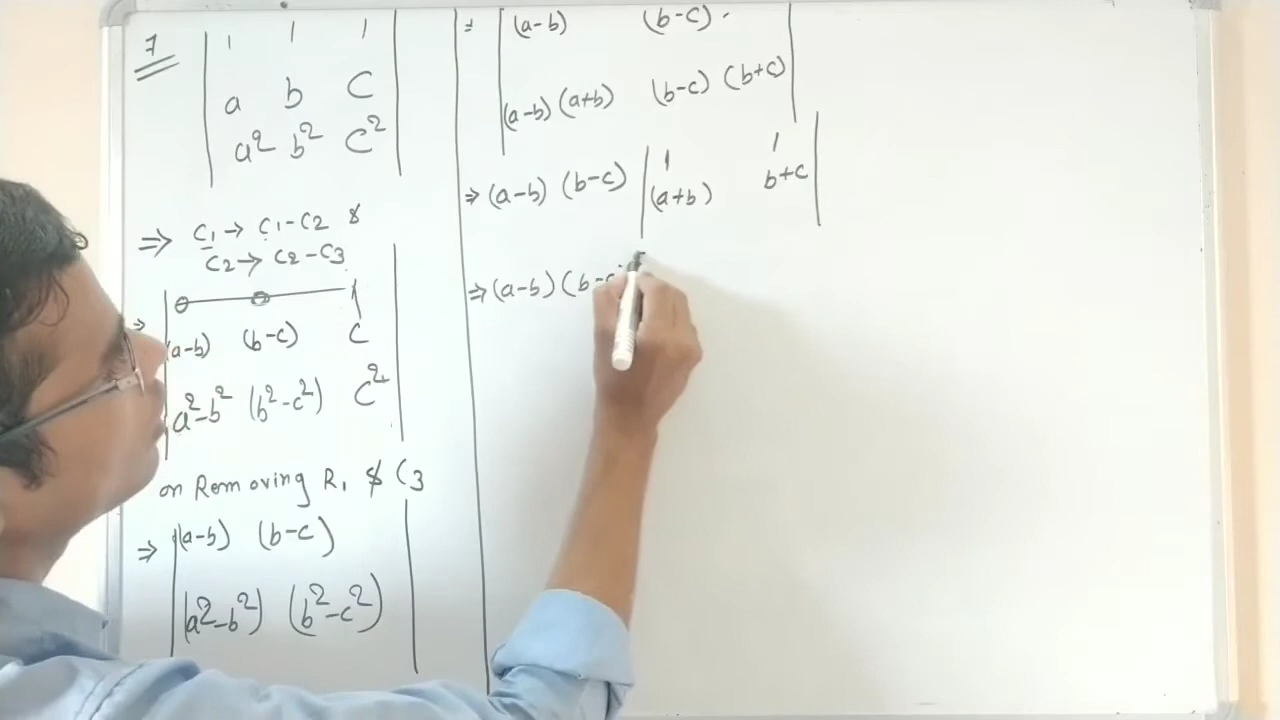 7 | 1 1 1 |
| a b c |
| a² b² c² |
⇒ C₁ → C₁-C₂ &
C₂ → C₂-C₃
⇒ | 0 0 1 |
| (a-b) (b-c) c |
| a²-b² (b²-c²) c² |
on Removing R₁ & C₃
⇒ | (a-b) (b-c) |
| (a²-b²) (b²-c²) |
= | (a-b) (b-c) |
| (a-b)(a+b) (b-c)(b+c) |
⇒ (a-b) (b-c) | 1 1 |
| (a+b) b+c |
⇒ (a-b) (b-c)